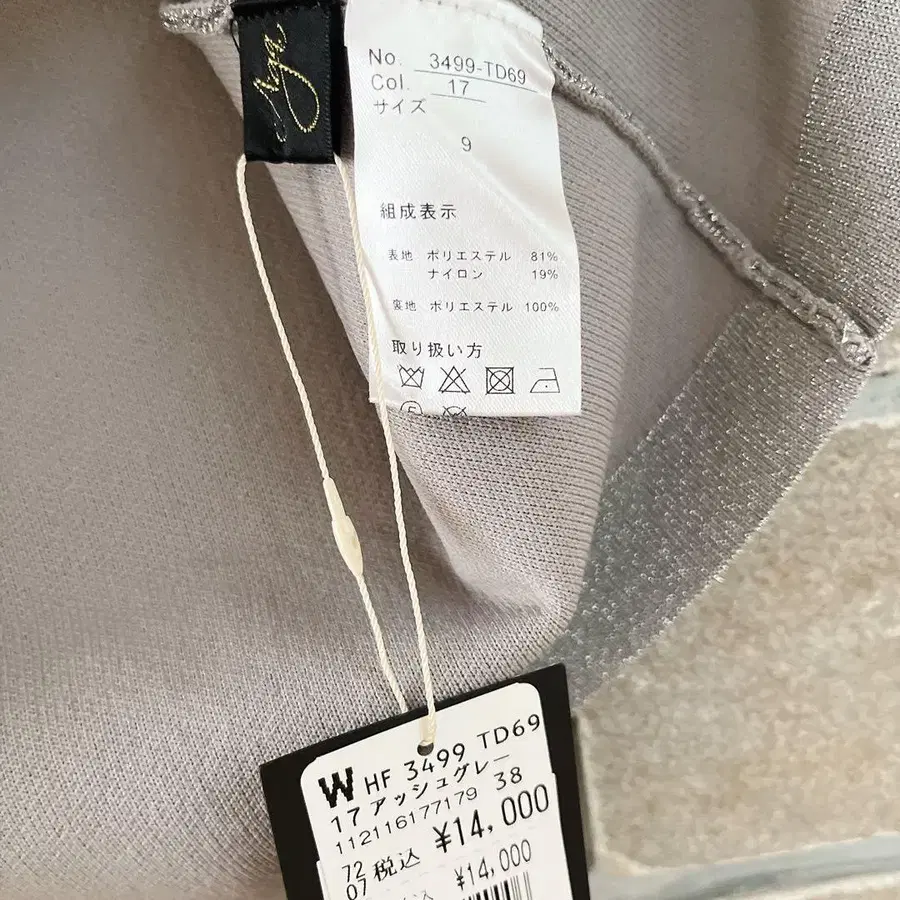 No. 3499-TD69
Col. 17
サイズ
9
組成表示
表地 ポリエステル 81%
ナイロン 19%
裏地 ポリエステル 100%
取り扱い方
W HF 3499 TD69
17 アッシュグレー
112116177179 38
72 税込 ¥14,000
07 ¥14,000